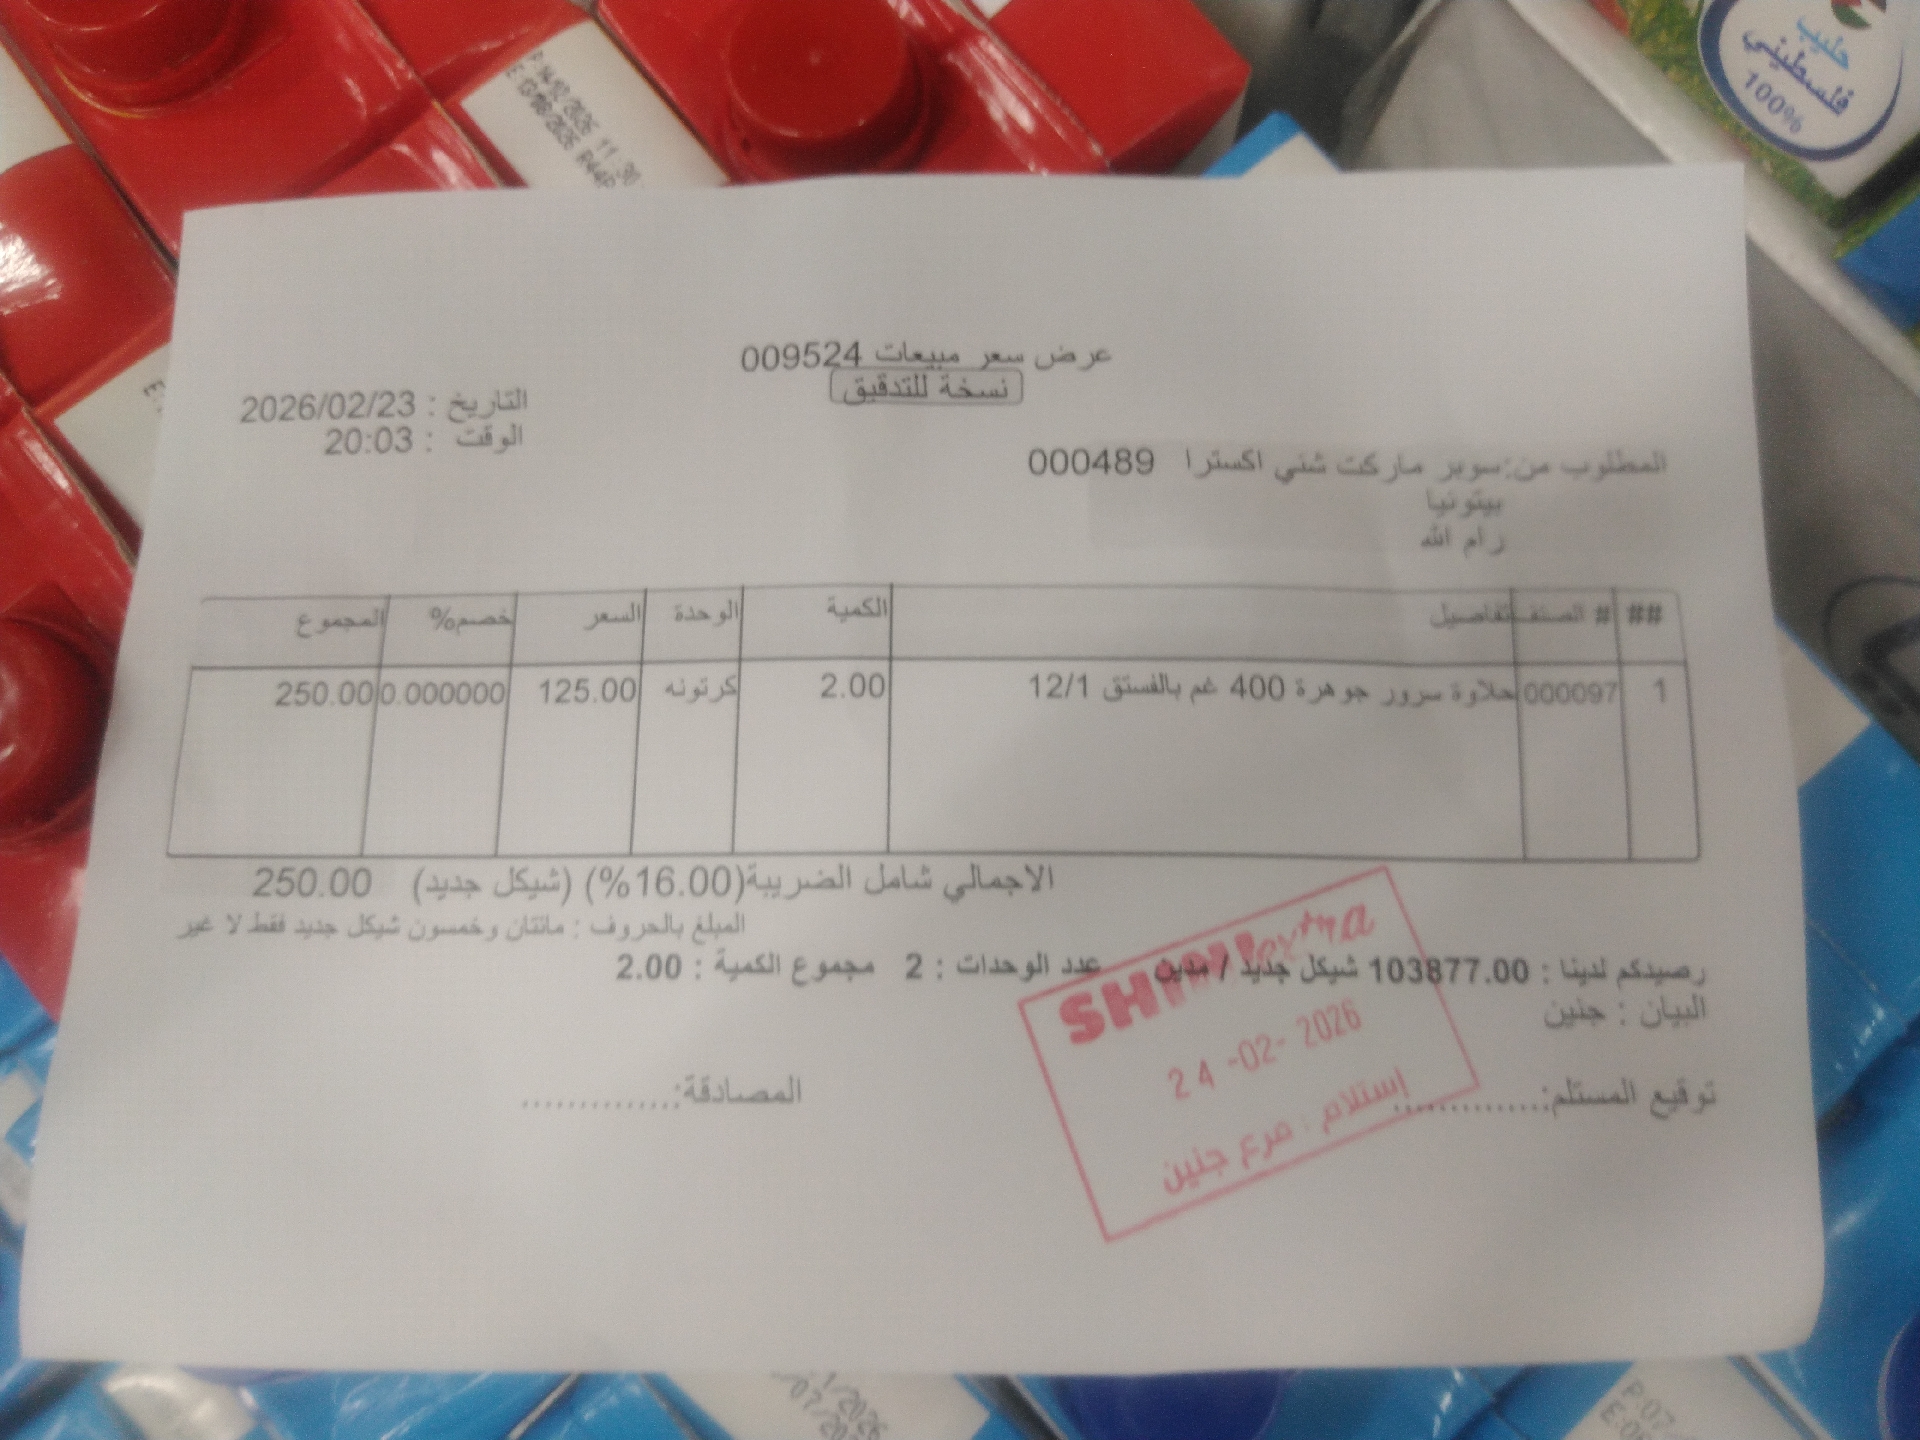 حليب
فلسطيني
100%
عرض سعر مبيعات 009524
نسخة للتدقيق
التاريخ : 2026/02/23
الوقت : 20:03
المطلوب من: سوبر ماركت شني اكسترا 000489
بيتونيا
رام الله
## # الصنف تفاصيل الكمية الوحدة السعر خصم% المجموع
1 000097 حلاوة سرور جوهرة 400 غم بالفستق 12/1 2.00 كرتونه 125.00 0.000000 250.00
الاجمالي شامل الضريبة(16.00%) (شيكل جديد) 250.00
المبلغ بالحروف : مائتان وخمسون شيكل جديد فقط لا غير
رصيدكم لدينا : 103877.00 شيكل جديد / مدين عدد الوحدات : 2 مجموع الكمية : 2.00
البيان : جنين
توقيع المستلم:............... المصادقة:..............
SHINI extra
24 -02- 2026
إستلام : فرع جنين